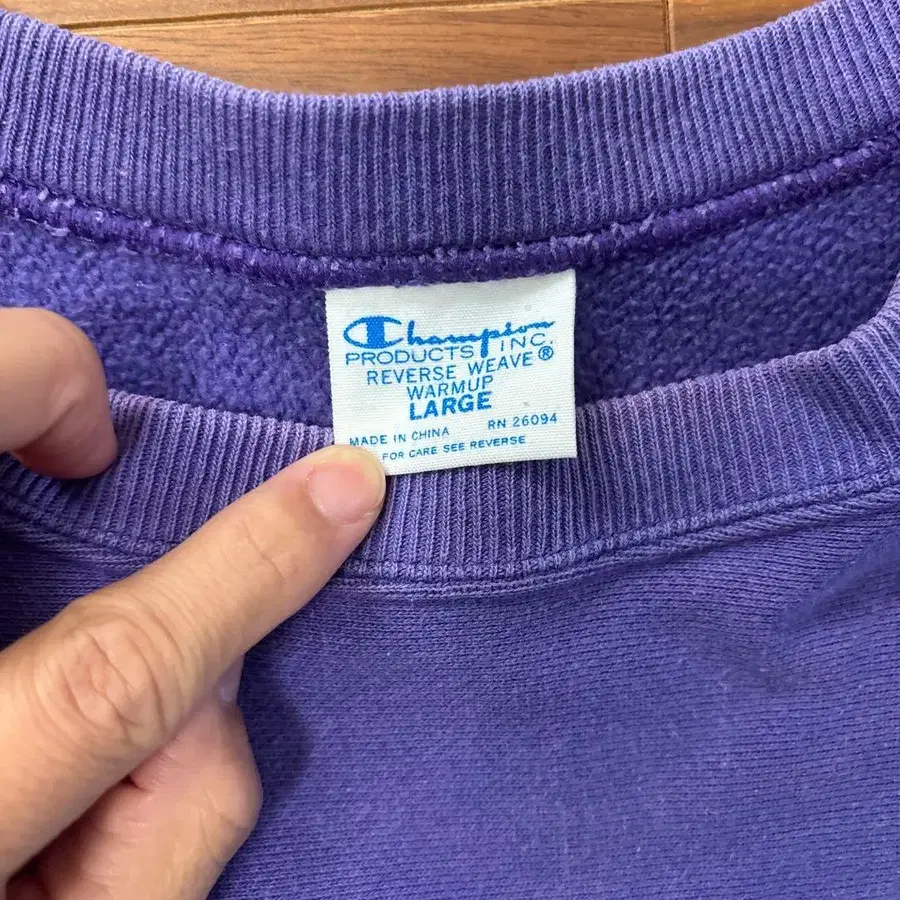 Champion
PRODUCTS INC.
REVERSE WEAVE®
WARMUP
LARGE
MADE IN CHINA RN 26094
FOR CARE SEE REVERSE